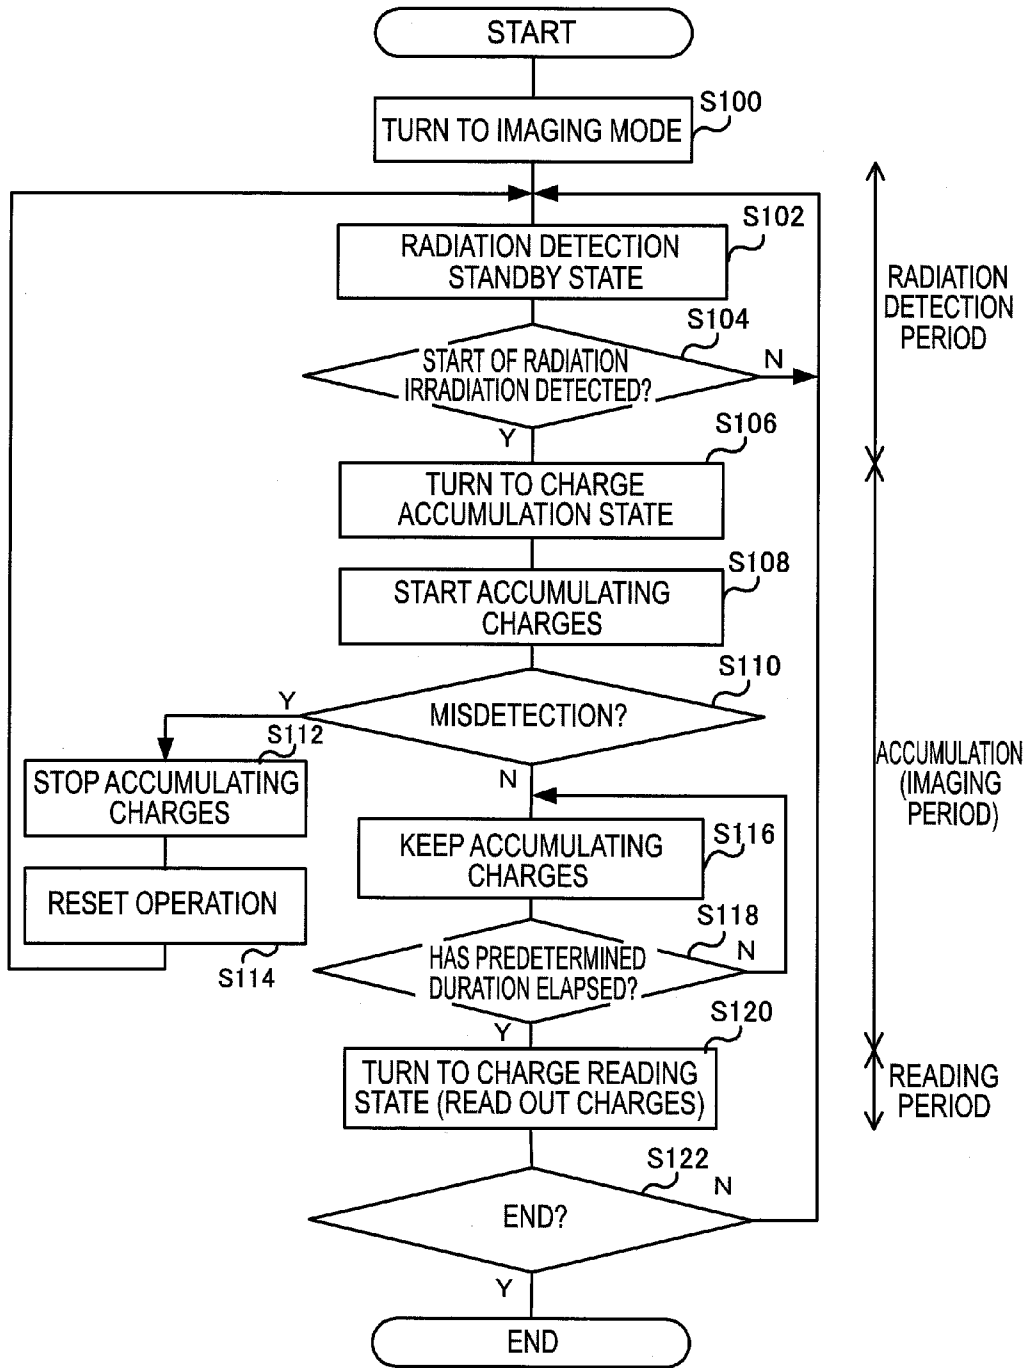 START
S100
TURN TO IMAGING MODE
S102
RADIATION DETECTION
STANDBY STATE
RADIATION
DETECTION
PERIOD
S104
START OF RADIATION
IRRADIATION DETECTED?
N
Y
S106
TURN TO CHARGE
ACCUMULATION STATE
S108
START ACCUMULATING
CHARGES
S110
MISDETECTION?
Y
N
S112
STOP ACCUMULATING
CHARGES
ACCUMULATION
(IMAGING
PERIOD)
S116
KEEP ACCUMULATING
CHARGES
RESET OPERATION
S114
S118
HAS PREDETERMINED
DURATION ELAPSED?
N
Y
S120
TURN TO CHARGE READING
STATE (READ OUT CHARGES)
READING
PERIOD
S122
END?
N
Y
END